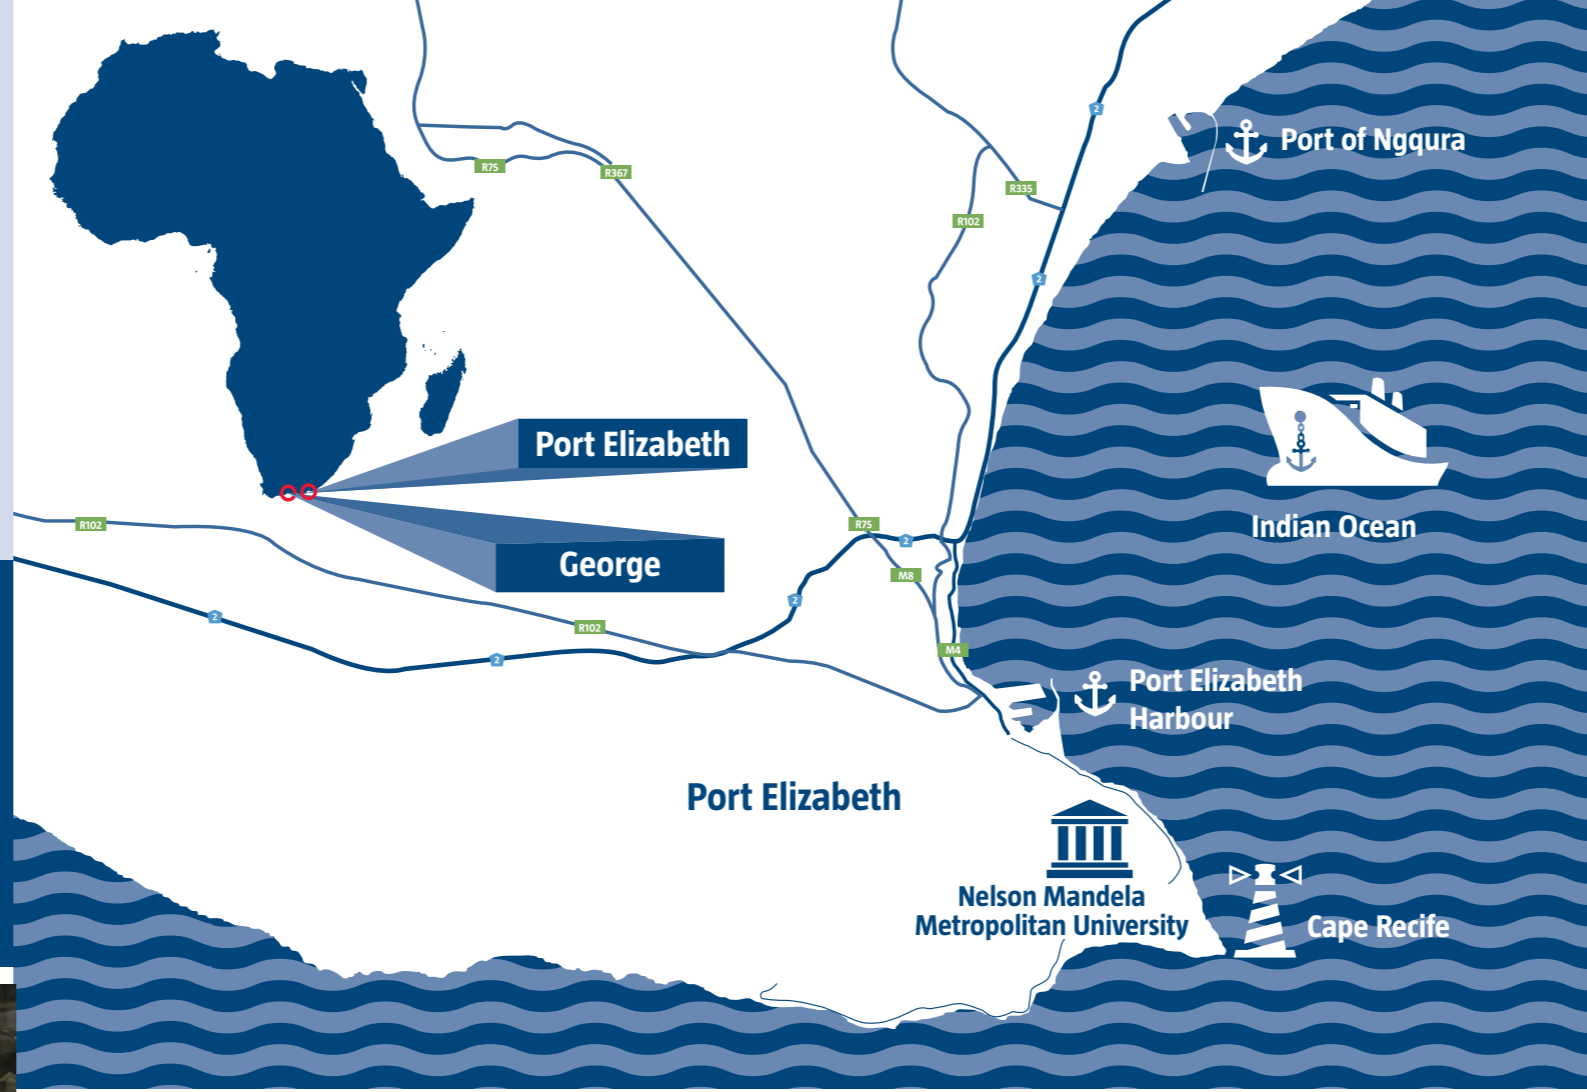 2
Port of Ngqura
R75
R367
R335
R102
2
Port Elizabeth
R102
R75
2
Indian Ocean
George
M8
2
2
R102
2
M4
Port Elizabeth
Harbour
Port Elizabeth
Nelson Mandela
Metropolitan University
Cape Recife